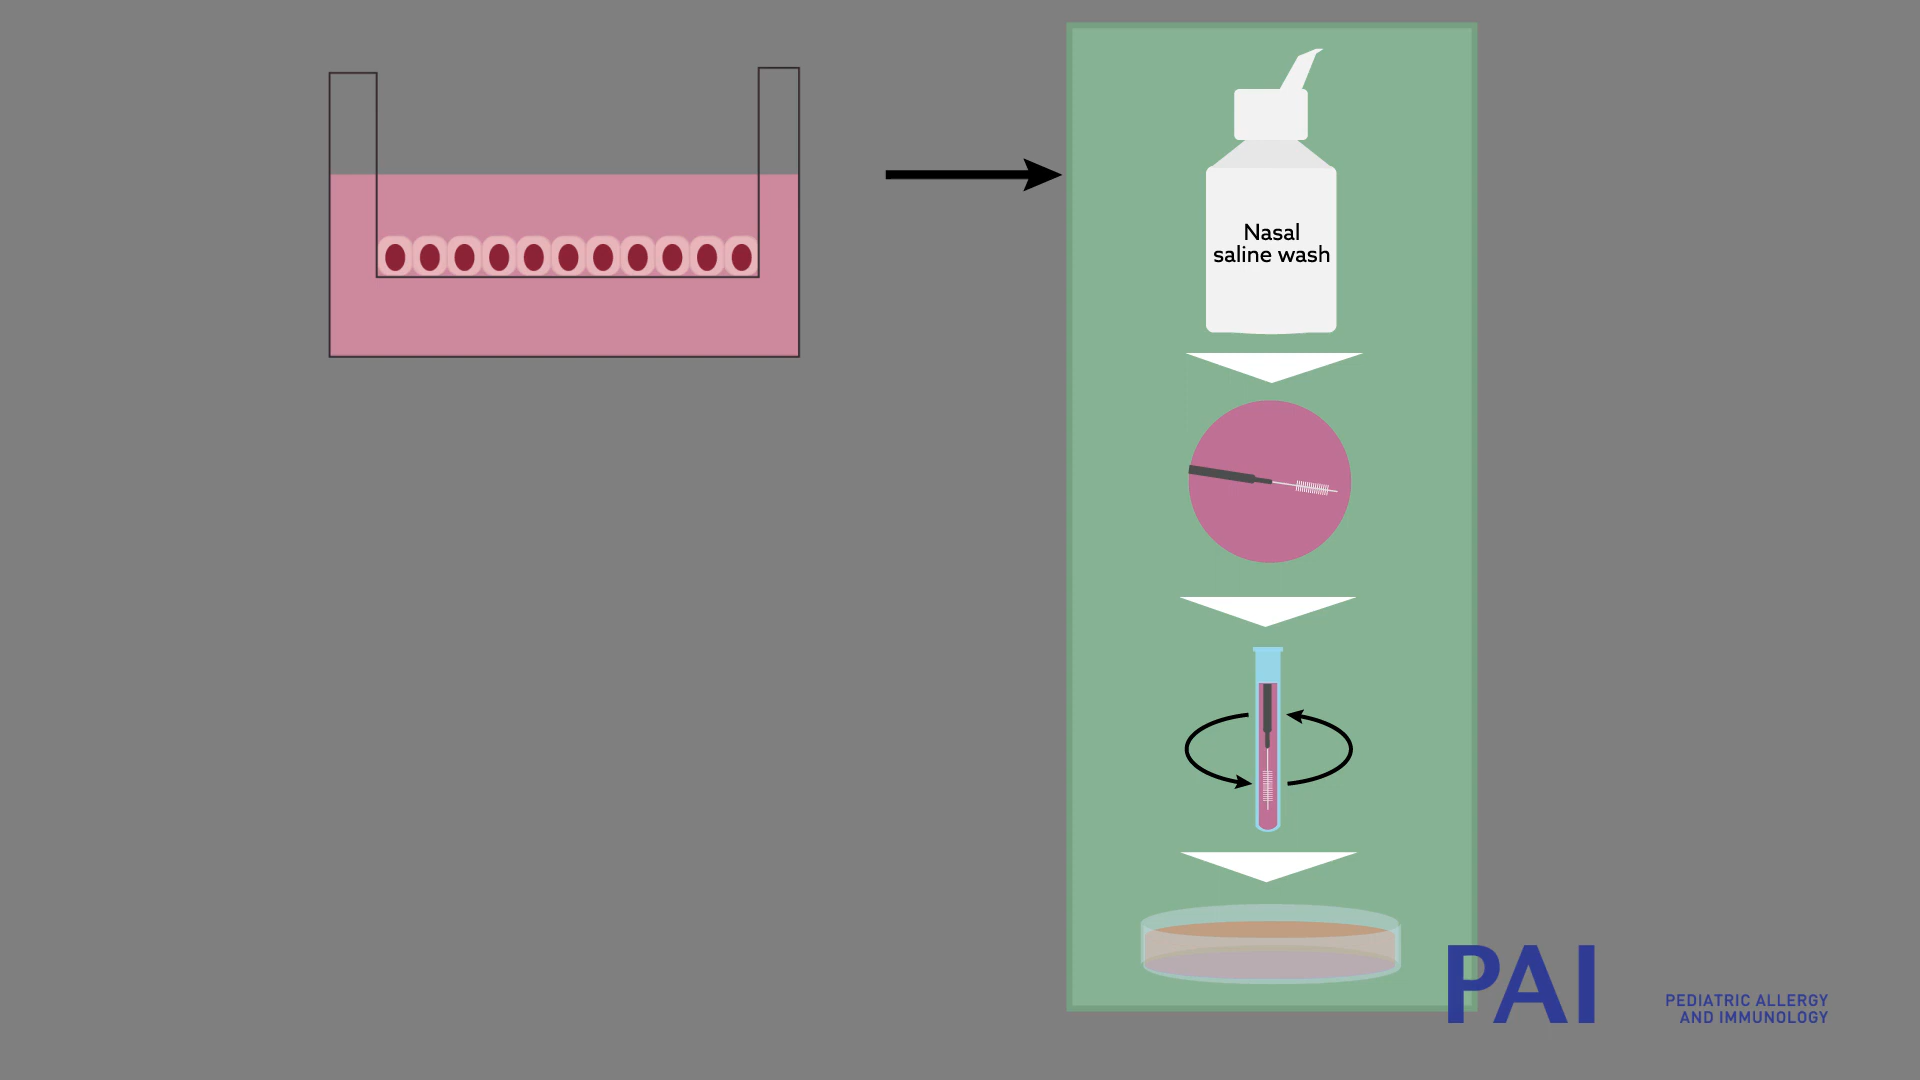 Nasal
saline wash
PAI
PEDIATRIC ALLERGY
AND IMMUNOLOGY